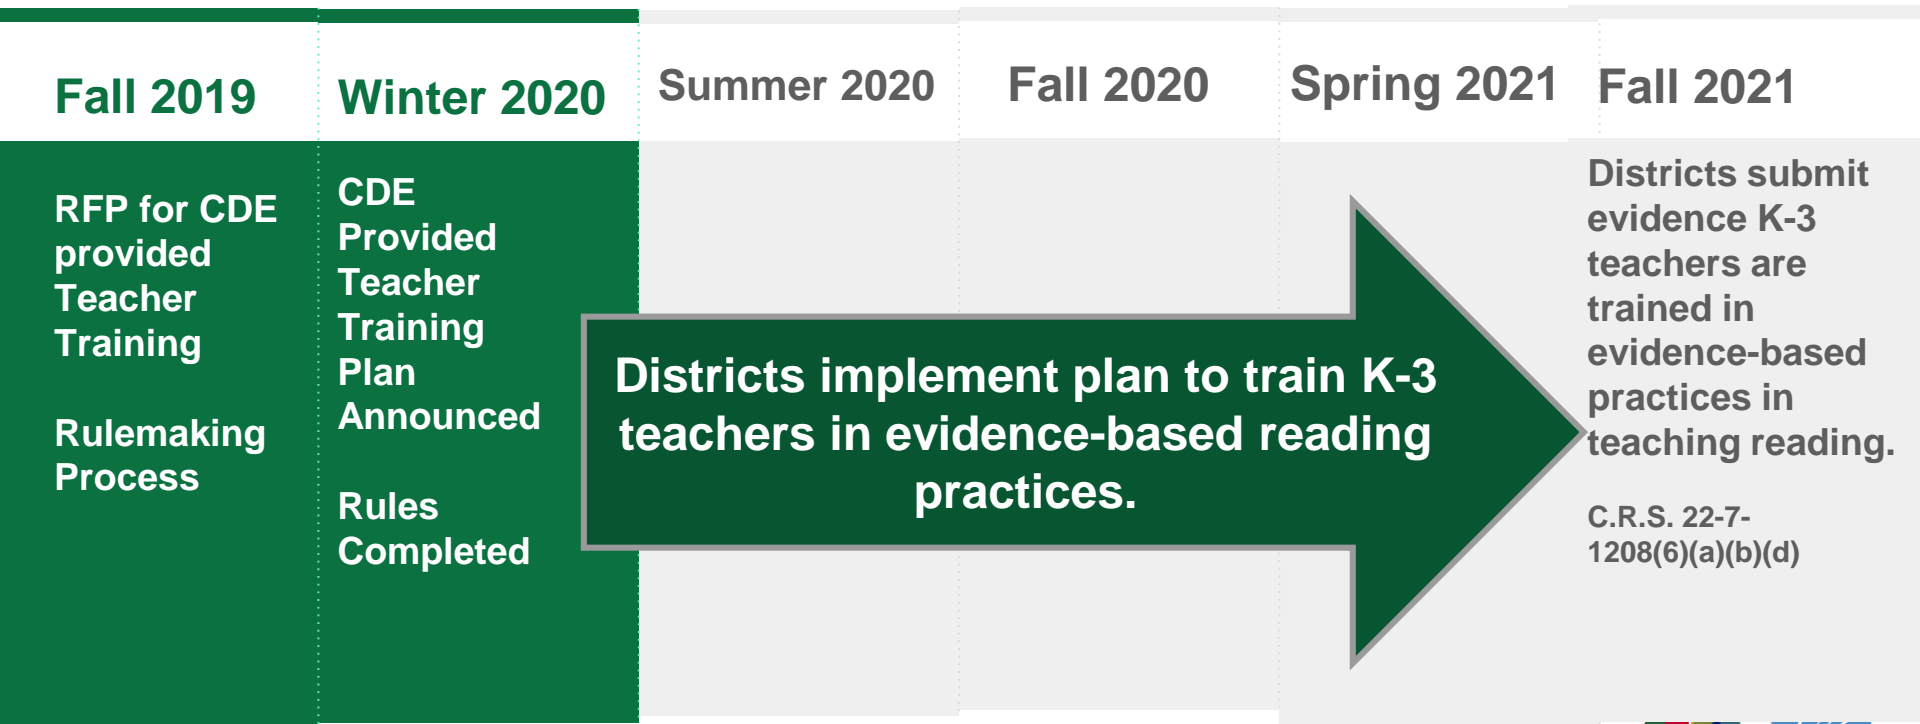 Fall 2019
Winter 2020
Summer 2020
Fall 2020
Spring 2021
Fall 2021
RFP for CDE
provided
Teacher
Training
Rulemaking
Process
CDE
Provided
Teacher
Training
Plan
Announced
Rules
Completed
Districts implement plan to train K-3
teachers in evidence-based reading
practices.
Districts submit
evidence K-3
teachers are
trained in
evidence-based
practices in
teaching reading.
C.R.S. 22-7-
1208(6)(a)(b)(d)